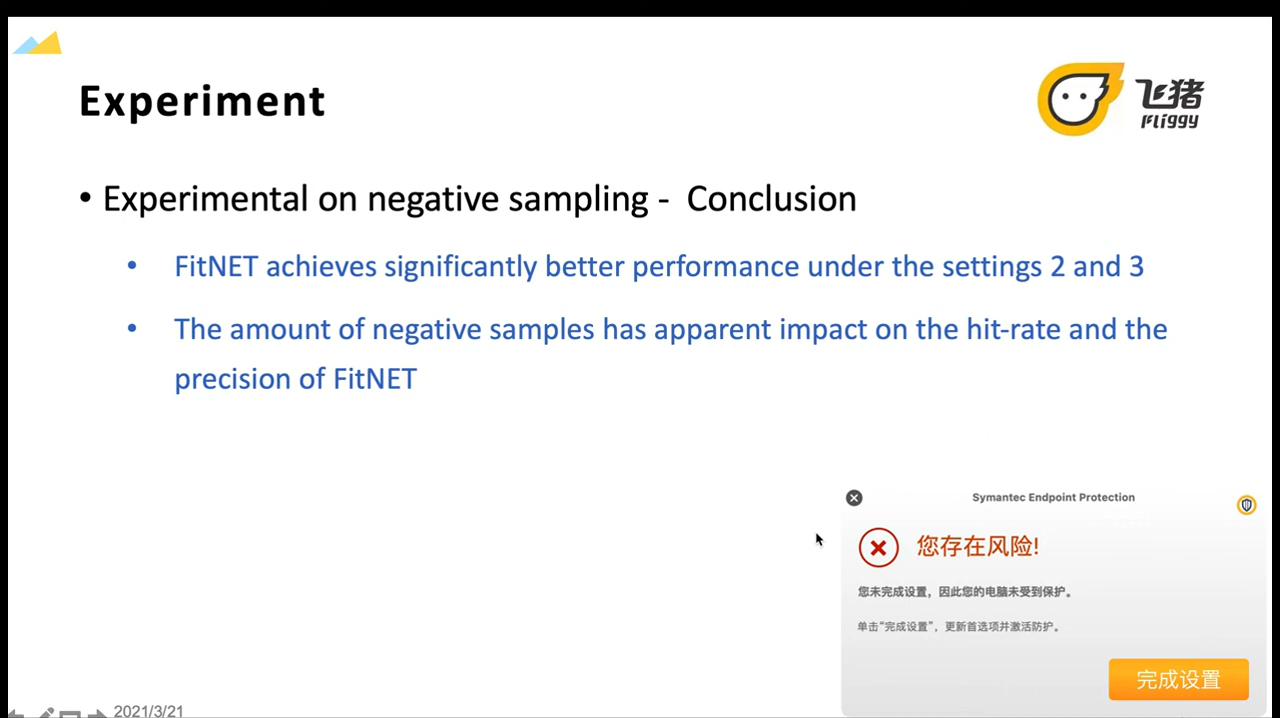 Experiment
飞猪
Fliggy
• Experimental on negative sampling - Conclusion
• FitNET achieves significantly better performance under the settings 2 and 3
• The amount of negative samples has apparent impact on the hit-rate and the
precision of FitNET
Symantec Endpoint Protection
您存在风险!
您未完成设置，因此您的电脑未受到保护。
单击“完成设置”，更新首选项并激活防护。
完成设置
2021/3/21